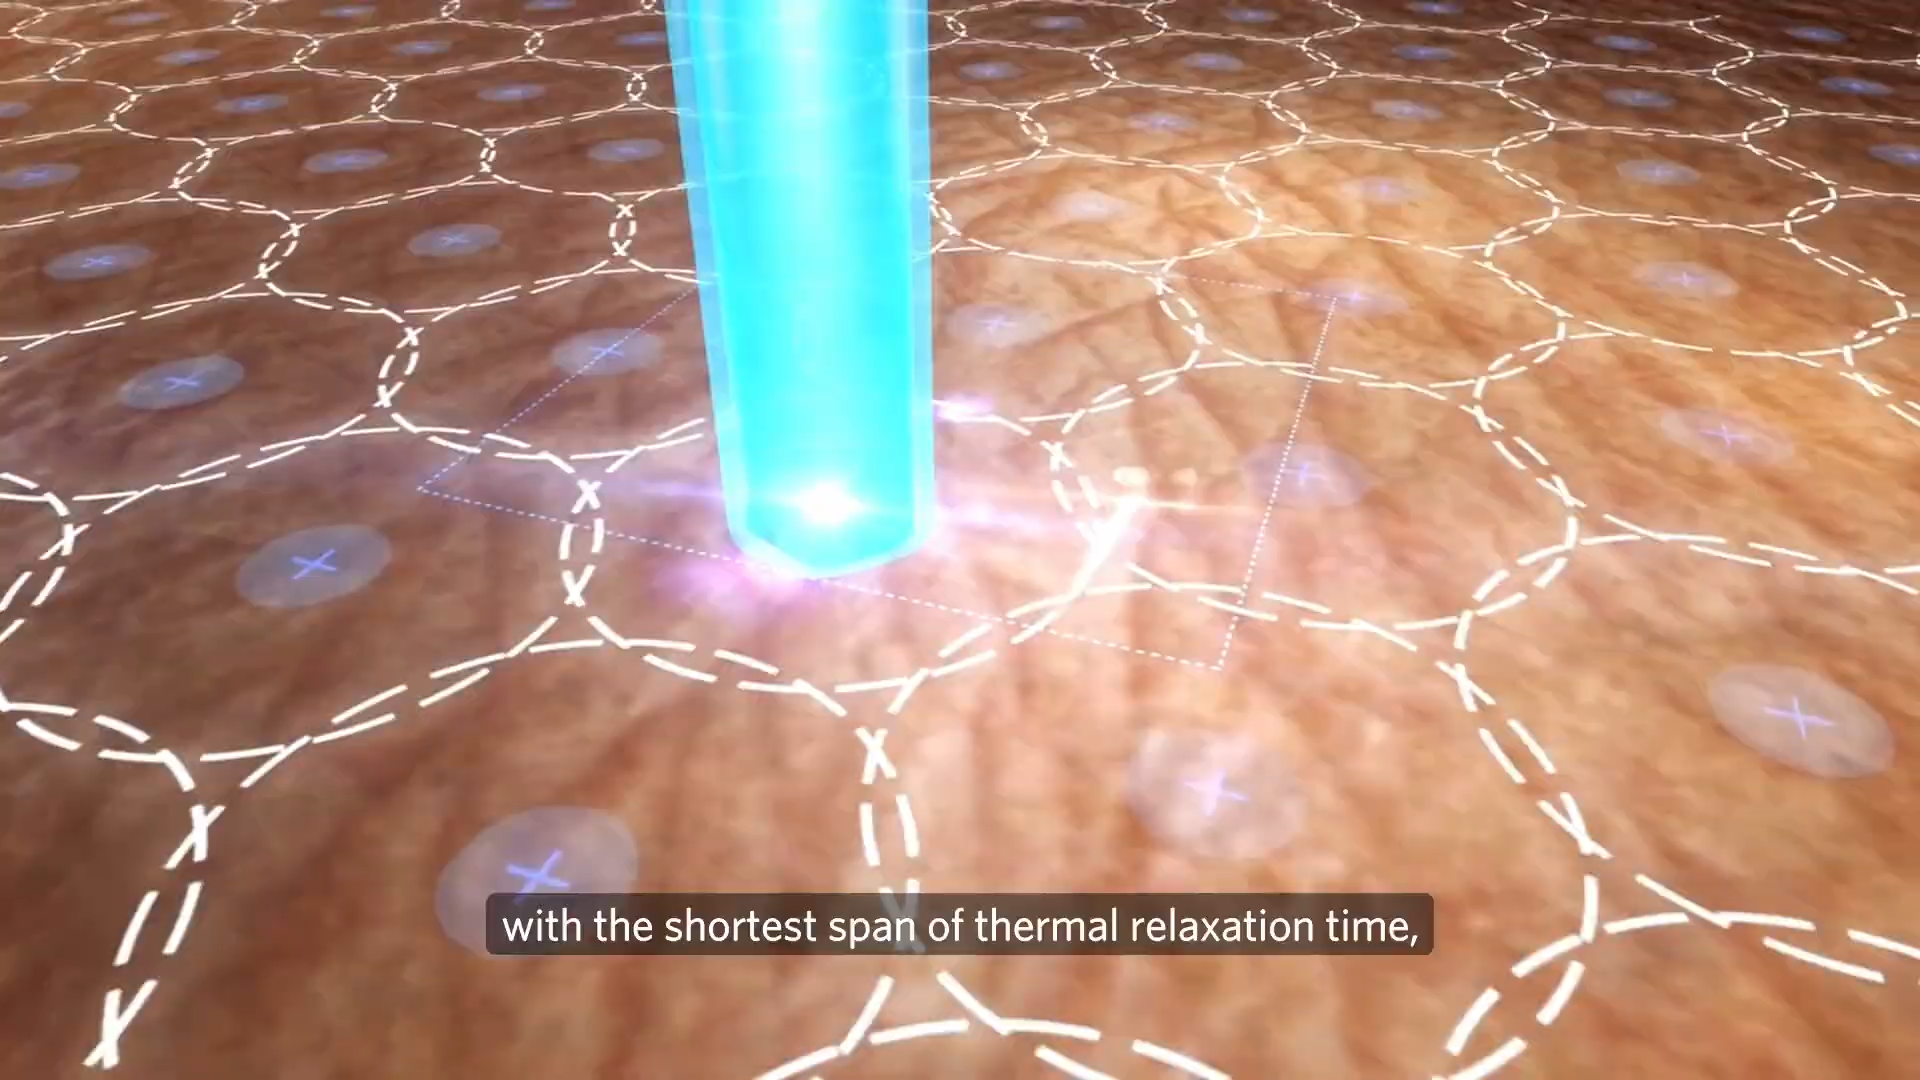 with the shortest span of thermal relaxation time,